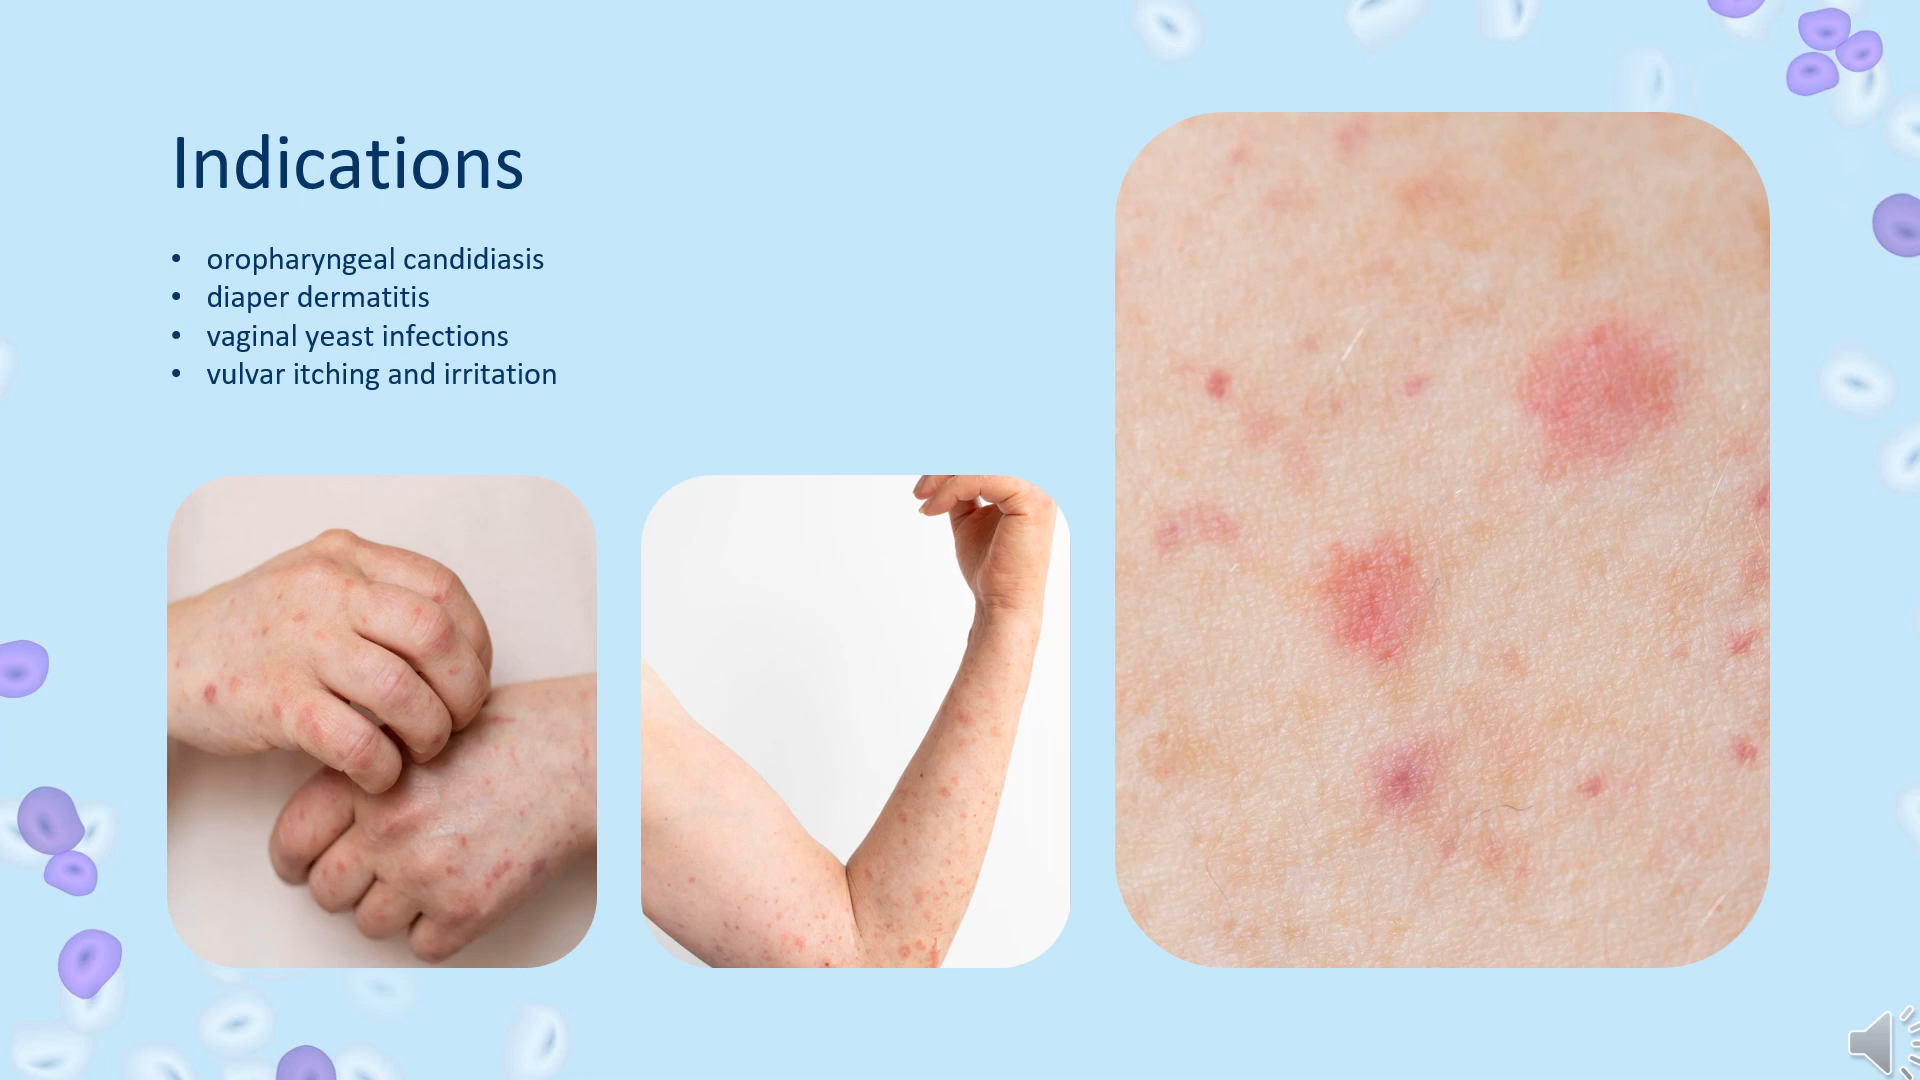 Indications
• oropharyngeal candidiasis
• diaper dermatitis
• vaginal yeast infections
• vulvar itching and irritation